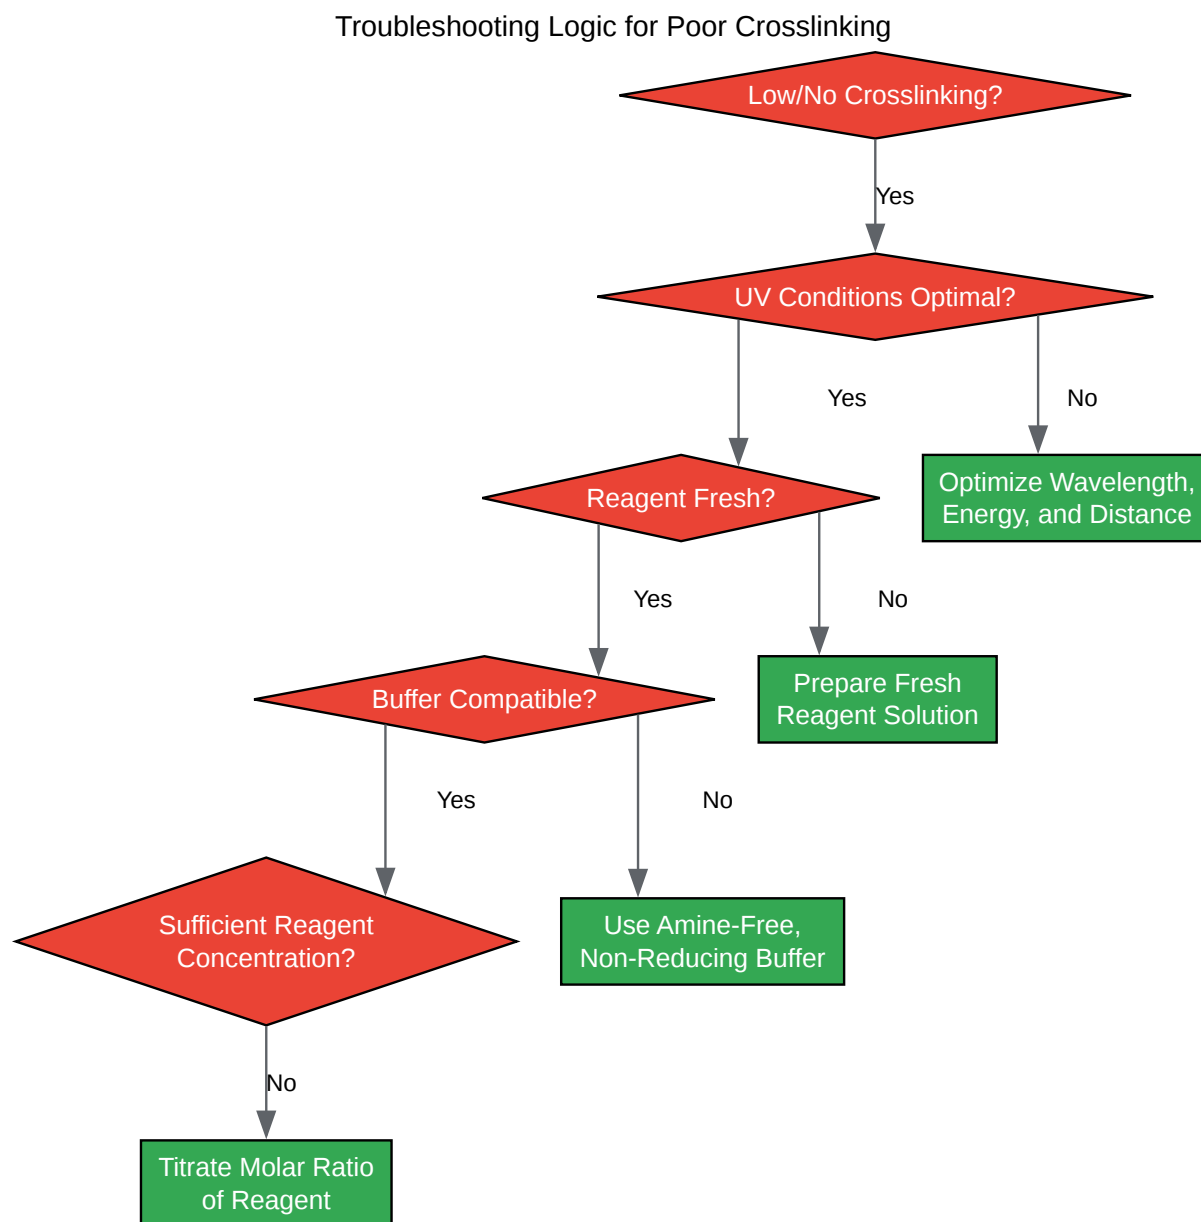 Troubleshooting Logic for Poor Crosslinking
Low/No Crosslinking?
Yes
UV Conditions Optimal?
Yes
No
Reagent Fresh?
Optimize Wavelength,
Energy, and Distance
Yes
No
Buffer Compatible?
Prepare Fresh
Reagent Solution
Yes
No
Sufficient Reagent
Concentration?
Use Amine-Free,
Non-Reducing Buffer
No
Titrate Molar Ratio
of Reagent